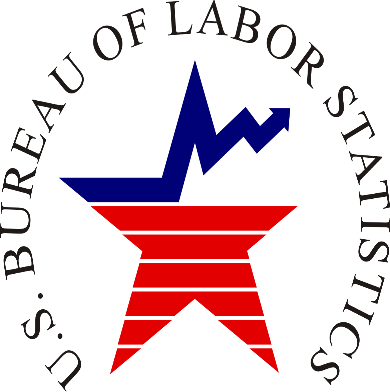 U.S. BUREAU OF LABOR STATISTICS